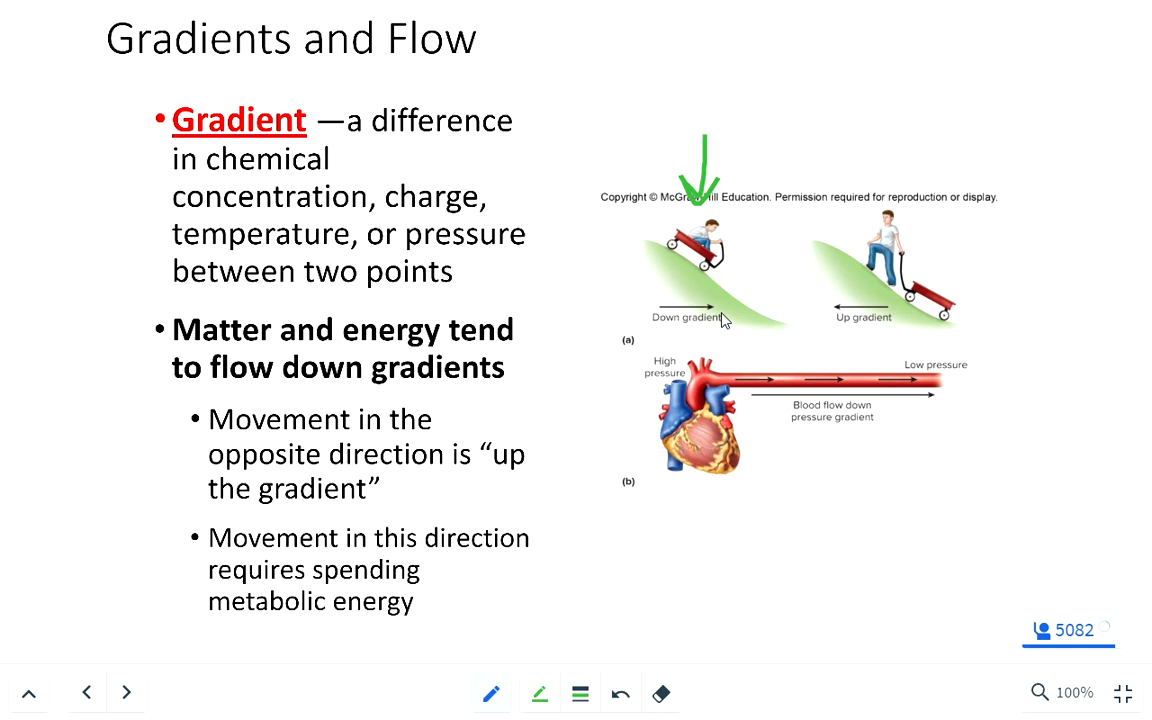 Gradients and Flow
• Gradient —a difference
in chemical
concentration, charge,
temperature, or pressure
between two points
• Matter and energy tend
to flow down gradients
• Movement in the
opposite direction is “up
the gradient”
• Movement in this direction
requires spending
metabolic energy
Copyright © Education. Permission required for reproduction or display.
Down gradient
Up gradient
(a)
High
pressure
Low pressure
Blood flow down
pressure gradient
(b)
5082
100%